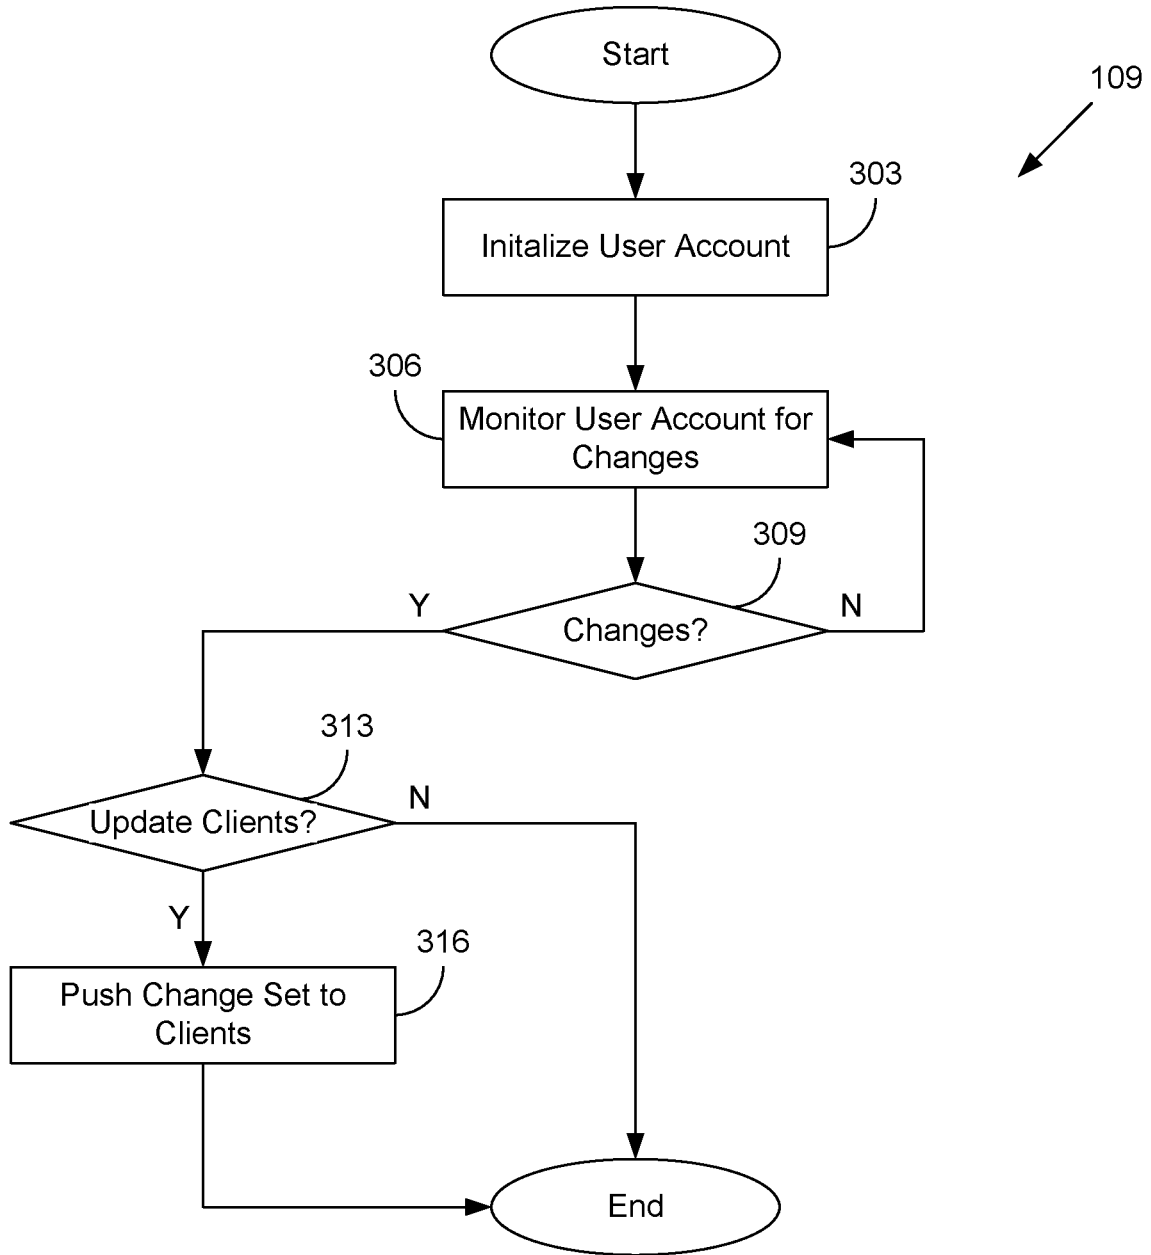 Start
109
303
Initalize User Account
306
Monitor User Account for
Changes
309
Y
N
Changes?
313
N
Update Clients?
Y
316
Push Change Set to
Clients
End